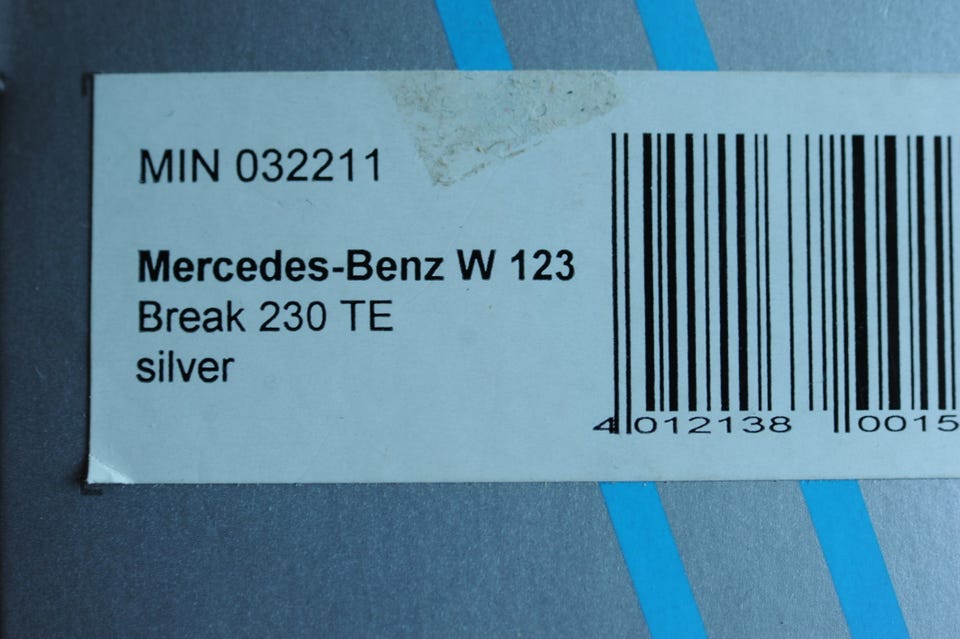 MIN 032211
Mercedes-Benz W 123
Break 230 TE
silver
4 012138 0015